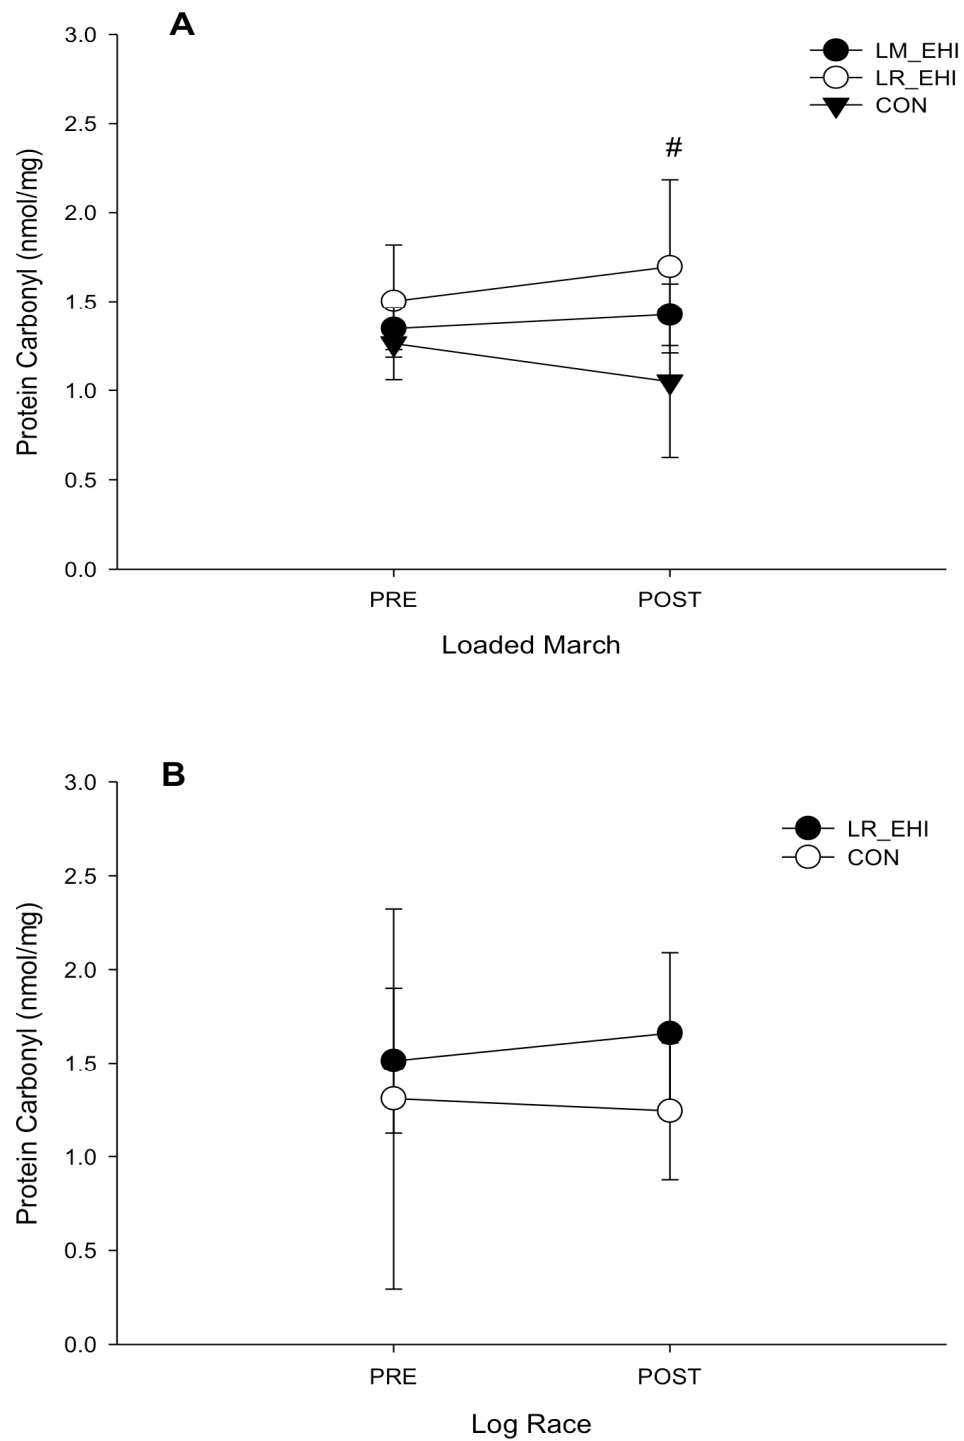 A
LM_EHI
LR_EHI
CON
#
3.0
2.5
2.0
1.5
1.0
0.5
0.0
Protein Carbonyl (nmol/mg)
PRE
POST
Loaded March
B
LR_EHI
CON
3.0
2.5
2.0
1.5
1.0
0.5
0.0
Protein Carbonyl (nmol/mg)
PRE
POST
Log Race